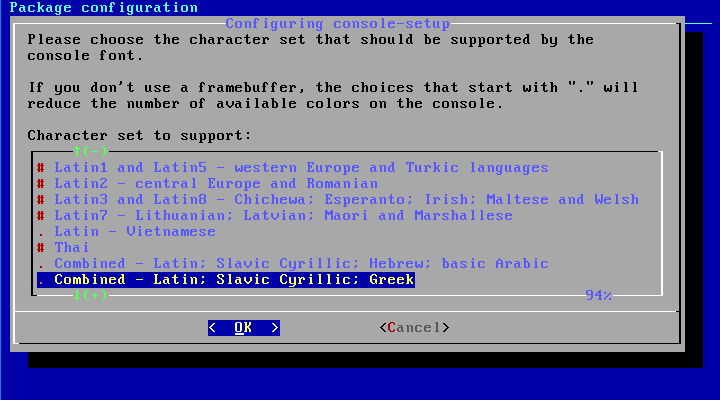 Package configuration
Configuring console-setup
Please choose the character set that should be supported by the
console font.
If you don't use a framebuffer, the choices that start with "." will
reduce the number of available colors on the console.
Character set to support:
↑(-)
# Latin1 and Latin5 - western Europe and Turkic languages
# Latin2 - central Europe and Romanian
# Latin3 and Latin8 - Chichewa; Esperanto; Irish; Maltese and Welsh
# Latin7 - Lithuanian; Latvian; Maori and Marshallese
. Latin - Vietnamese
# Thai
. Combined - Latin; Slavic Cyrillic; Hebrew; basic Arabic
. Combined - Latin; Slavic Cyrillic; Greek
↓(+) 94%
< OK > <Cancel>